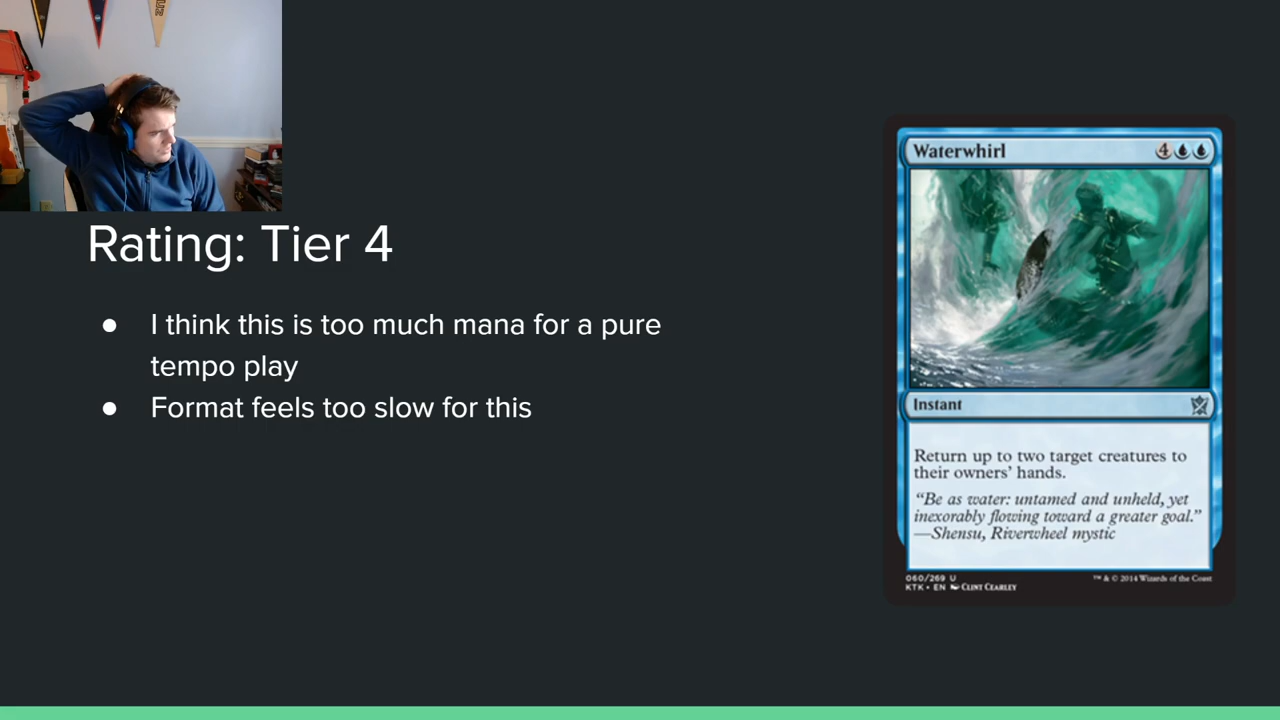 Rating: Tier 4
● I think this is too much mana for a pure
tempo play
● Format feels too slow for this
Waterwhirl 4
Instant
Return up to two target creatures to
their owners’ hands.
“Be as water: untamed and unheld, yet
inexorably flowing toward a greater goal.”
—Shensu, Riverwheel mystic
060/269 U
KTK • EN CLINT CEARLEY
™ & © 2014 Wizards of the Coast